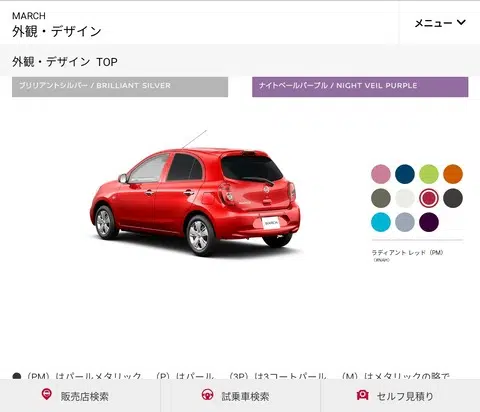 MARCH
外観・デザイン
メニュー
外観・デザイン TOP
ブリリアントシルバー / BRILLIANT SILVER
ナイトベールパープル / NIGHT VEIL PURPLE
MARCH
ラディアント レッド（PM）
●（PM）はパールメタリック、（P）はパール、（3P）は3コートパール、（M）はメタリックの略で
販売店検索
試乗車検索
セルフ見積り